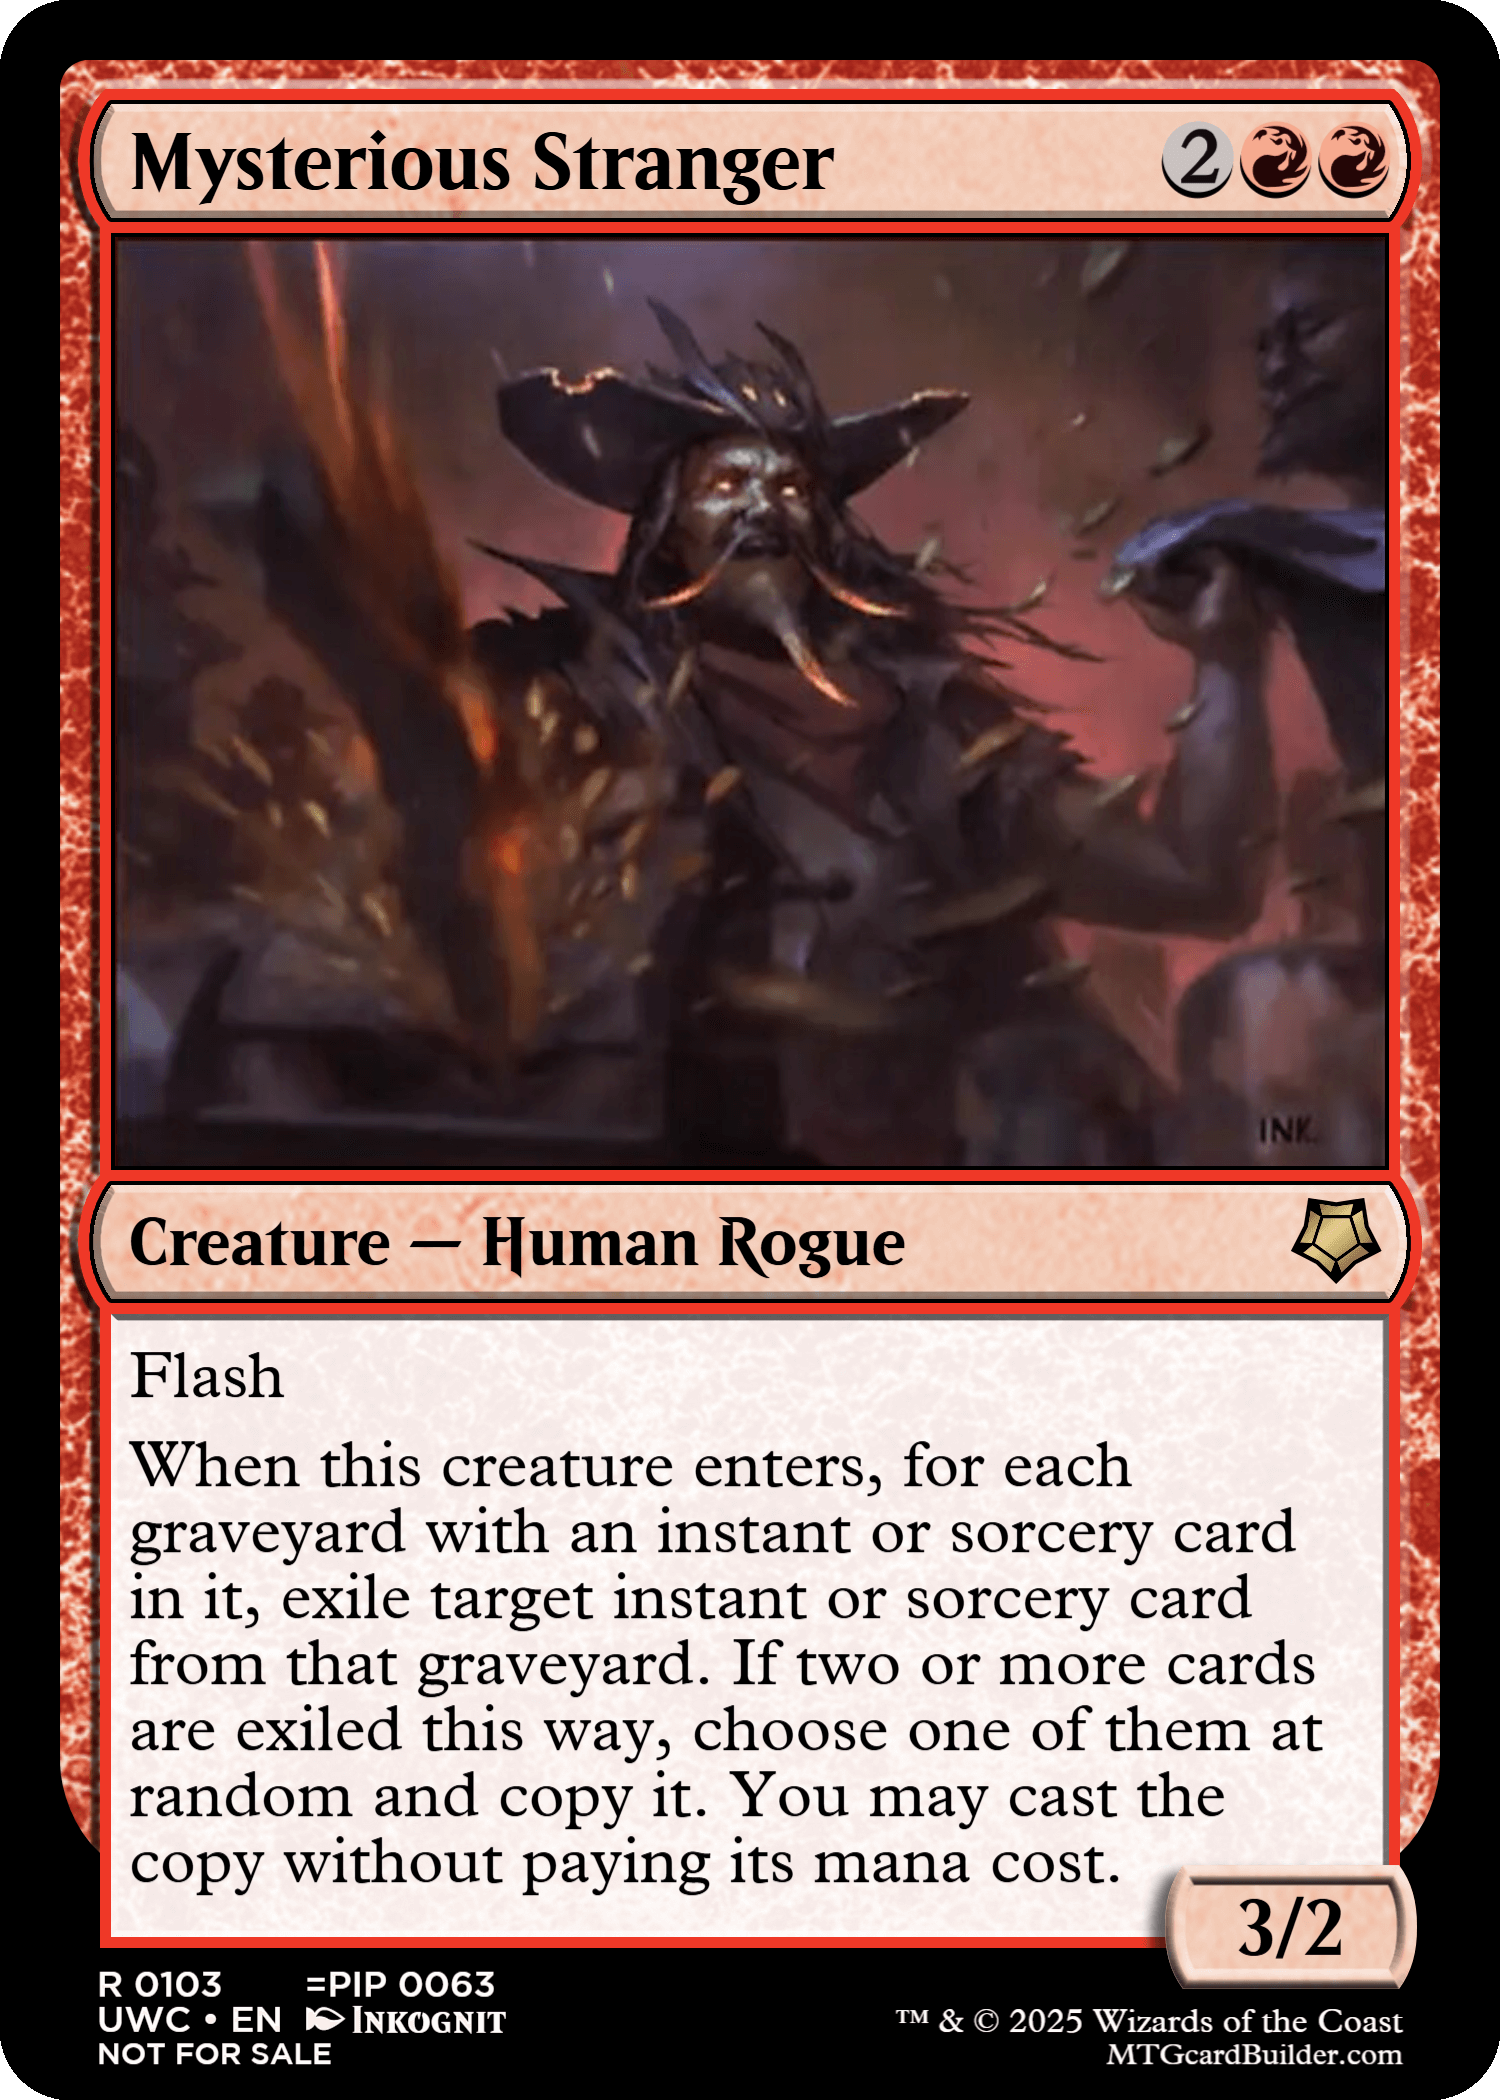 Mysterious Stranger 2
INK.
Creature — Human Rogue
Flash
When this creature enters, for each
graveyard with an instant or sorcery card
in it, exile target instant or sorcery card
from that graveyard. If two or more cards
are exiled this way, choose one of them at
random and copy it. You may cast the
copy without paying its mana cost.
3/2
R 0103 =PIP 0063
UWC • EN INKOGNIT
NOT FOR SALE
™ & © 2025 Wizards of the Coast
MTGcardBuilder.com